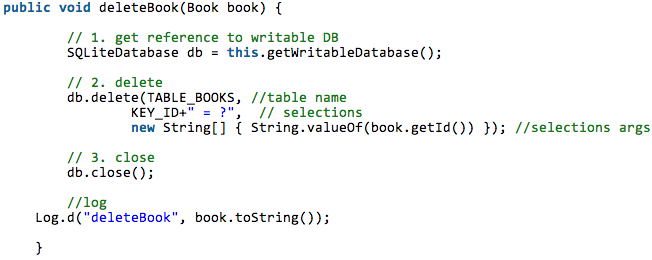 public void deleteBook(Book book) {
// 1. get reference to writable DB
SQLiteDatabase db = this.getWritableDatabase();
// 2. delete
db.delete(TABLE_BOOKS, //table name
KEY_ID+" = ?",  // selections
new String[] { String.valueOf(book.getId()) }); //selections args
// 3. close
db.close();
//log
Log.d("deleteBook", book.toString());
}